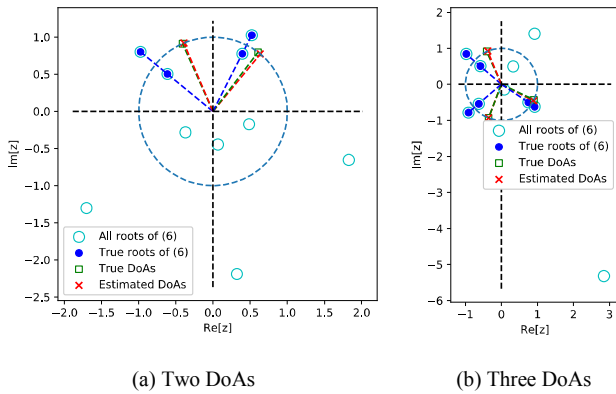 1.0
0.5
0.0
−0.5
−1.0
−1.5
−2.0
−2.5
Im[z]
All roots of (6)
True roots of (6)
True DoAs
Estimated DoAs
−2.0 −1.5 −1.0 −0.5 0.0 0.5 1.0 1.5 2.0
Re[z]
(a) Two DoAs
2
1
0
−1
−2
−3
−4
−5
−6
Im[z]
All roots of (6)
True roots of (6)
True DoAs
Estimated DoAs
−1 0 1 2 3
Re[z]
(b) Three DoAs